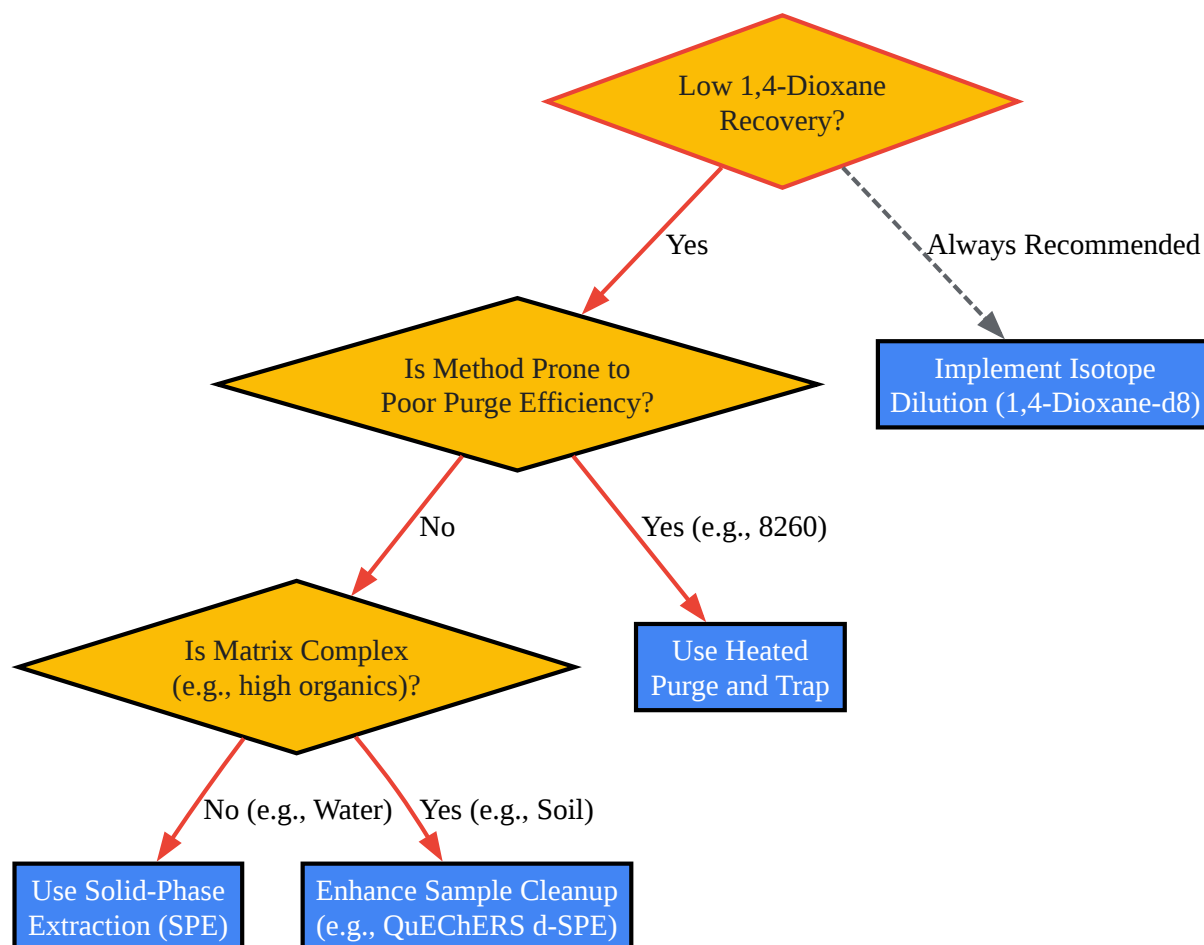 Low 1,4-Dioxane
Recovery?
Yes
Always Recommended
Is Method Prone to
Poor Purge Efficiency?
Implement Isotope
Dilution (1,4-Dioxane-d8)
No
Yes (e.g., 8260)
Is Matrix Complex
(e.g., high organics)?
Use Heated
Purge and Trap
No (e.g., Water)
Yes (e.g., Soil)
Use Solid-Phase
Extraction (SPE)
Enhance Sample Cleanup
(e.g., QuEChERS d-SPE)